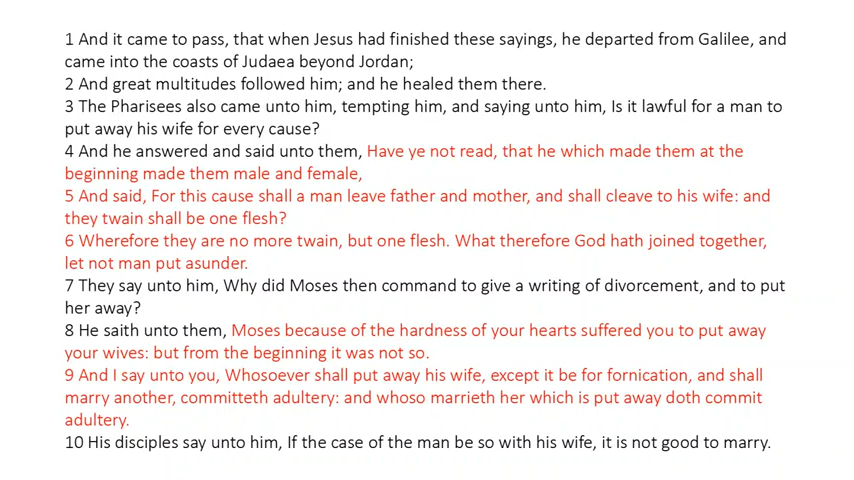 1 And it came to pass, that when Jesus had finished these sayings, he departed from Galilee, and
came into the coasts of Judaea beyond Jordan;
2 And great multitudes followed him; and he healed them there.
3 The Pharisees also came unto him, tempting him, and saying unto him, Is it lawful for a man to
put away his wife for every cause?
4 And he answered and said unto them, Have ye not read, that he which made them at the
beginning made them male and female,
5 And said, For this cause shall a man leave father and mother, and shall cleave to his wife: and
they twain shall be one flesh?
6 Wherefore they are no more twain, but one flesh. What therefore God hath joined together,
let not man put asunder.
7 They say unto him, Why did Moses then command to give a writing of divorcement, and to put
her away?
8 He saith unto them, Moses because of the hardness of your hearts suffered you to put away
your wives: but from the beginning it was not so.
9 And I say unto you, Whosoever shall put away his wife, except it be for fornication, and shall
marry another, committeth adultery: and whoso marrieth her which is put away doth commit
adultery.
10 His disciples say unto him, If the case of the man be so with his wife, it is not good to marry.